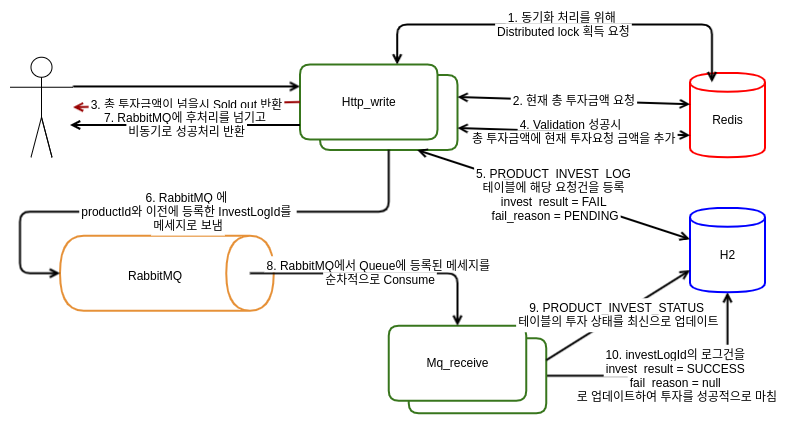 1. 동기화 처리를 위해
Distributed lock 획득 요청
Http_write
2. 현재 총 투자금액 요청
Redis
3. 총 투자금액이 넘을시 Sold out 반환
7. RabbitMQ에 후처리를 넘기고
비동기로 성공처리 반환
4. Validation 성공시
총 투자금액에 현재 투자요청 금액을 추가
5. PRODUCT_INVEST_LOG
테이블에 해당 요청건을 등록
invest_result = FAIL
fail_reason = PENDING
6. RabbitMQ 에
productId와 이전에 등록한 InvestLogId를
메세지로 보냄
H2
RabbitMQ
8. RabbitMQ에서 Queue에 등록된 메세지를
순차적으로 Consume
9. PRODUCT_INVEST_STATUS
테이블의 투자 상태를 최신으로 업데이트
Mq_receive
10. investLogId의 로그건을
invest_result = SUCCESS
fail_reason = null
로 업데이트하여 투자를 성공적으로 마침